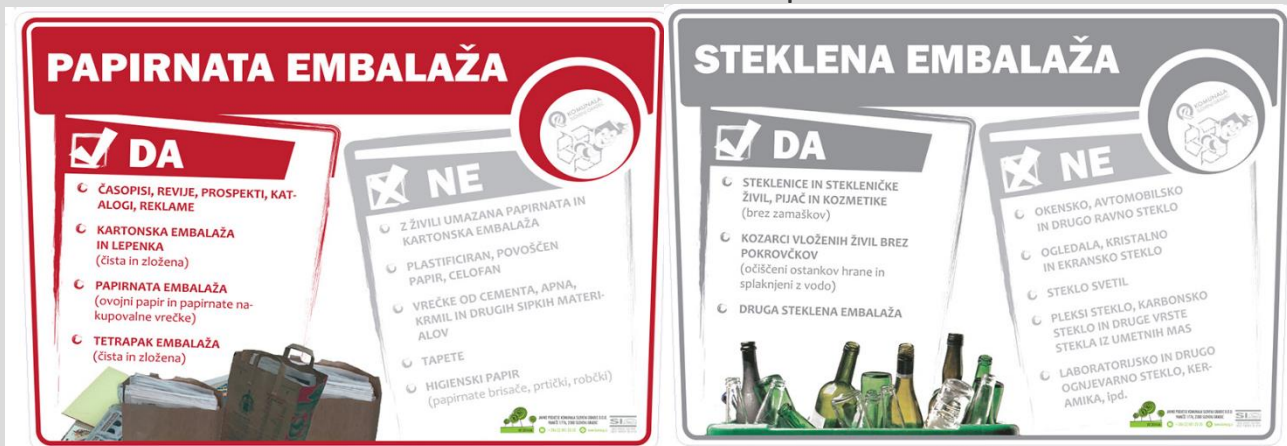 PAPIRNATA EMBALAŽA
DA
ČASOPISI, REVIJE, PROSPEKTI, KAT-
ALOGI, REKLAME
KARTONSKA EMBALAŽA
IN LEPENKA
(čista in zložena)
PAPIRNATA EMBALAŽA
(ovojni papir in papirnate na-
kupovalne vrečke)
TETRAPAK EMBALAŽA
(čista in zložena)
NE
Z ŽIVILI UMAZANA PAPIRNATA IN
KARTONSKA EMBALAŽA
PLASTIFICIRAN, POVOŠČEN
PAPIR, CELOFAN
VREČKE OD CEMENTA, APNA,
KRMIL IN DRUGIH SIPKIH MATERI-
ALOV
TAPETE
HIGIENSKI PAPIR
(papirnate brisače, prtički, robčki)
KOMUNALA
STEKLENA EMBALAŽA
DA
STEKLENICE IN STEKLENIČKE
ŽIVIL, PIJAČ IN KOZMETIKE
(brez zamaškov)
KOZARCI VLOŽENIH ŽIVIL BREZ
POKROVČKOV
(očiščeni ostankov hrane in
splaknjeni z vodo)
DRUGA STEKLENA EMBALAŽA
NE
OKENSKO, AVTOMOBILSKO
IN DRUGO RAVNO STEKLO
OGLEDALA, KRISTALNO
IN EKRANSKO STEKLO
STEKLO SVETIL
PLEKSI STEKLO, KARBONSKO
STEKLO IN DRUGE VRSTE
STEKLA IZ UMETNIH MAS
LABORATORIJSKO IN DRUGO
OGNJEVARNO STEKLO, KER-
AMIKA, ipd.
KOMUNALA